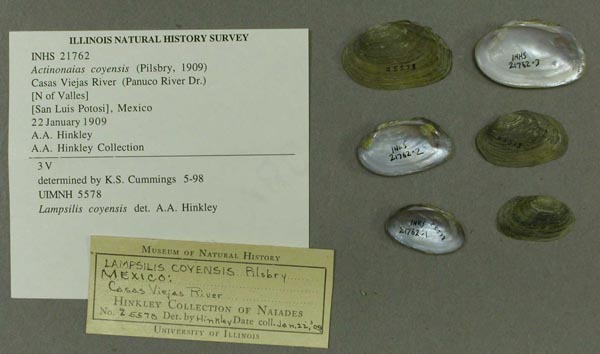 ILLINOIS NATURAL HISTORY SURVEY
INHS 21762
Actinonaias coyensis (Pilsbry, 1909)
Casas Viejas River (Panuco River Dr.)
[N of Valles]
[San Luis Potosi], Mexico
22 January 1909
A.A. Hinkley
A.A. Hinkley Collection
3 V
determined by K.S. Cummings 5-98
UIMNH 5578
Lampsilis coyensis det. A.A. Hinkley
MUSEUM OF NATURAL HISTORY
LAMPSILIS COYENSIS Pilsbry
MEXICO:
Casas Viejas River
HINKLEY COLLECTION OF NAIADES
No. Z 5578 Det. by Hinkley Date coll. Jan. 22, '09
UNIVERSITY OF ILLINOIS
INHS
21762-3
INHS
21762-2
INHS
21762-1